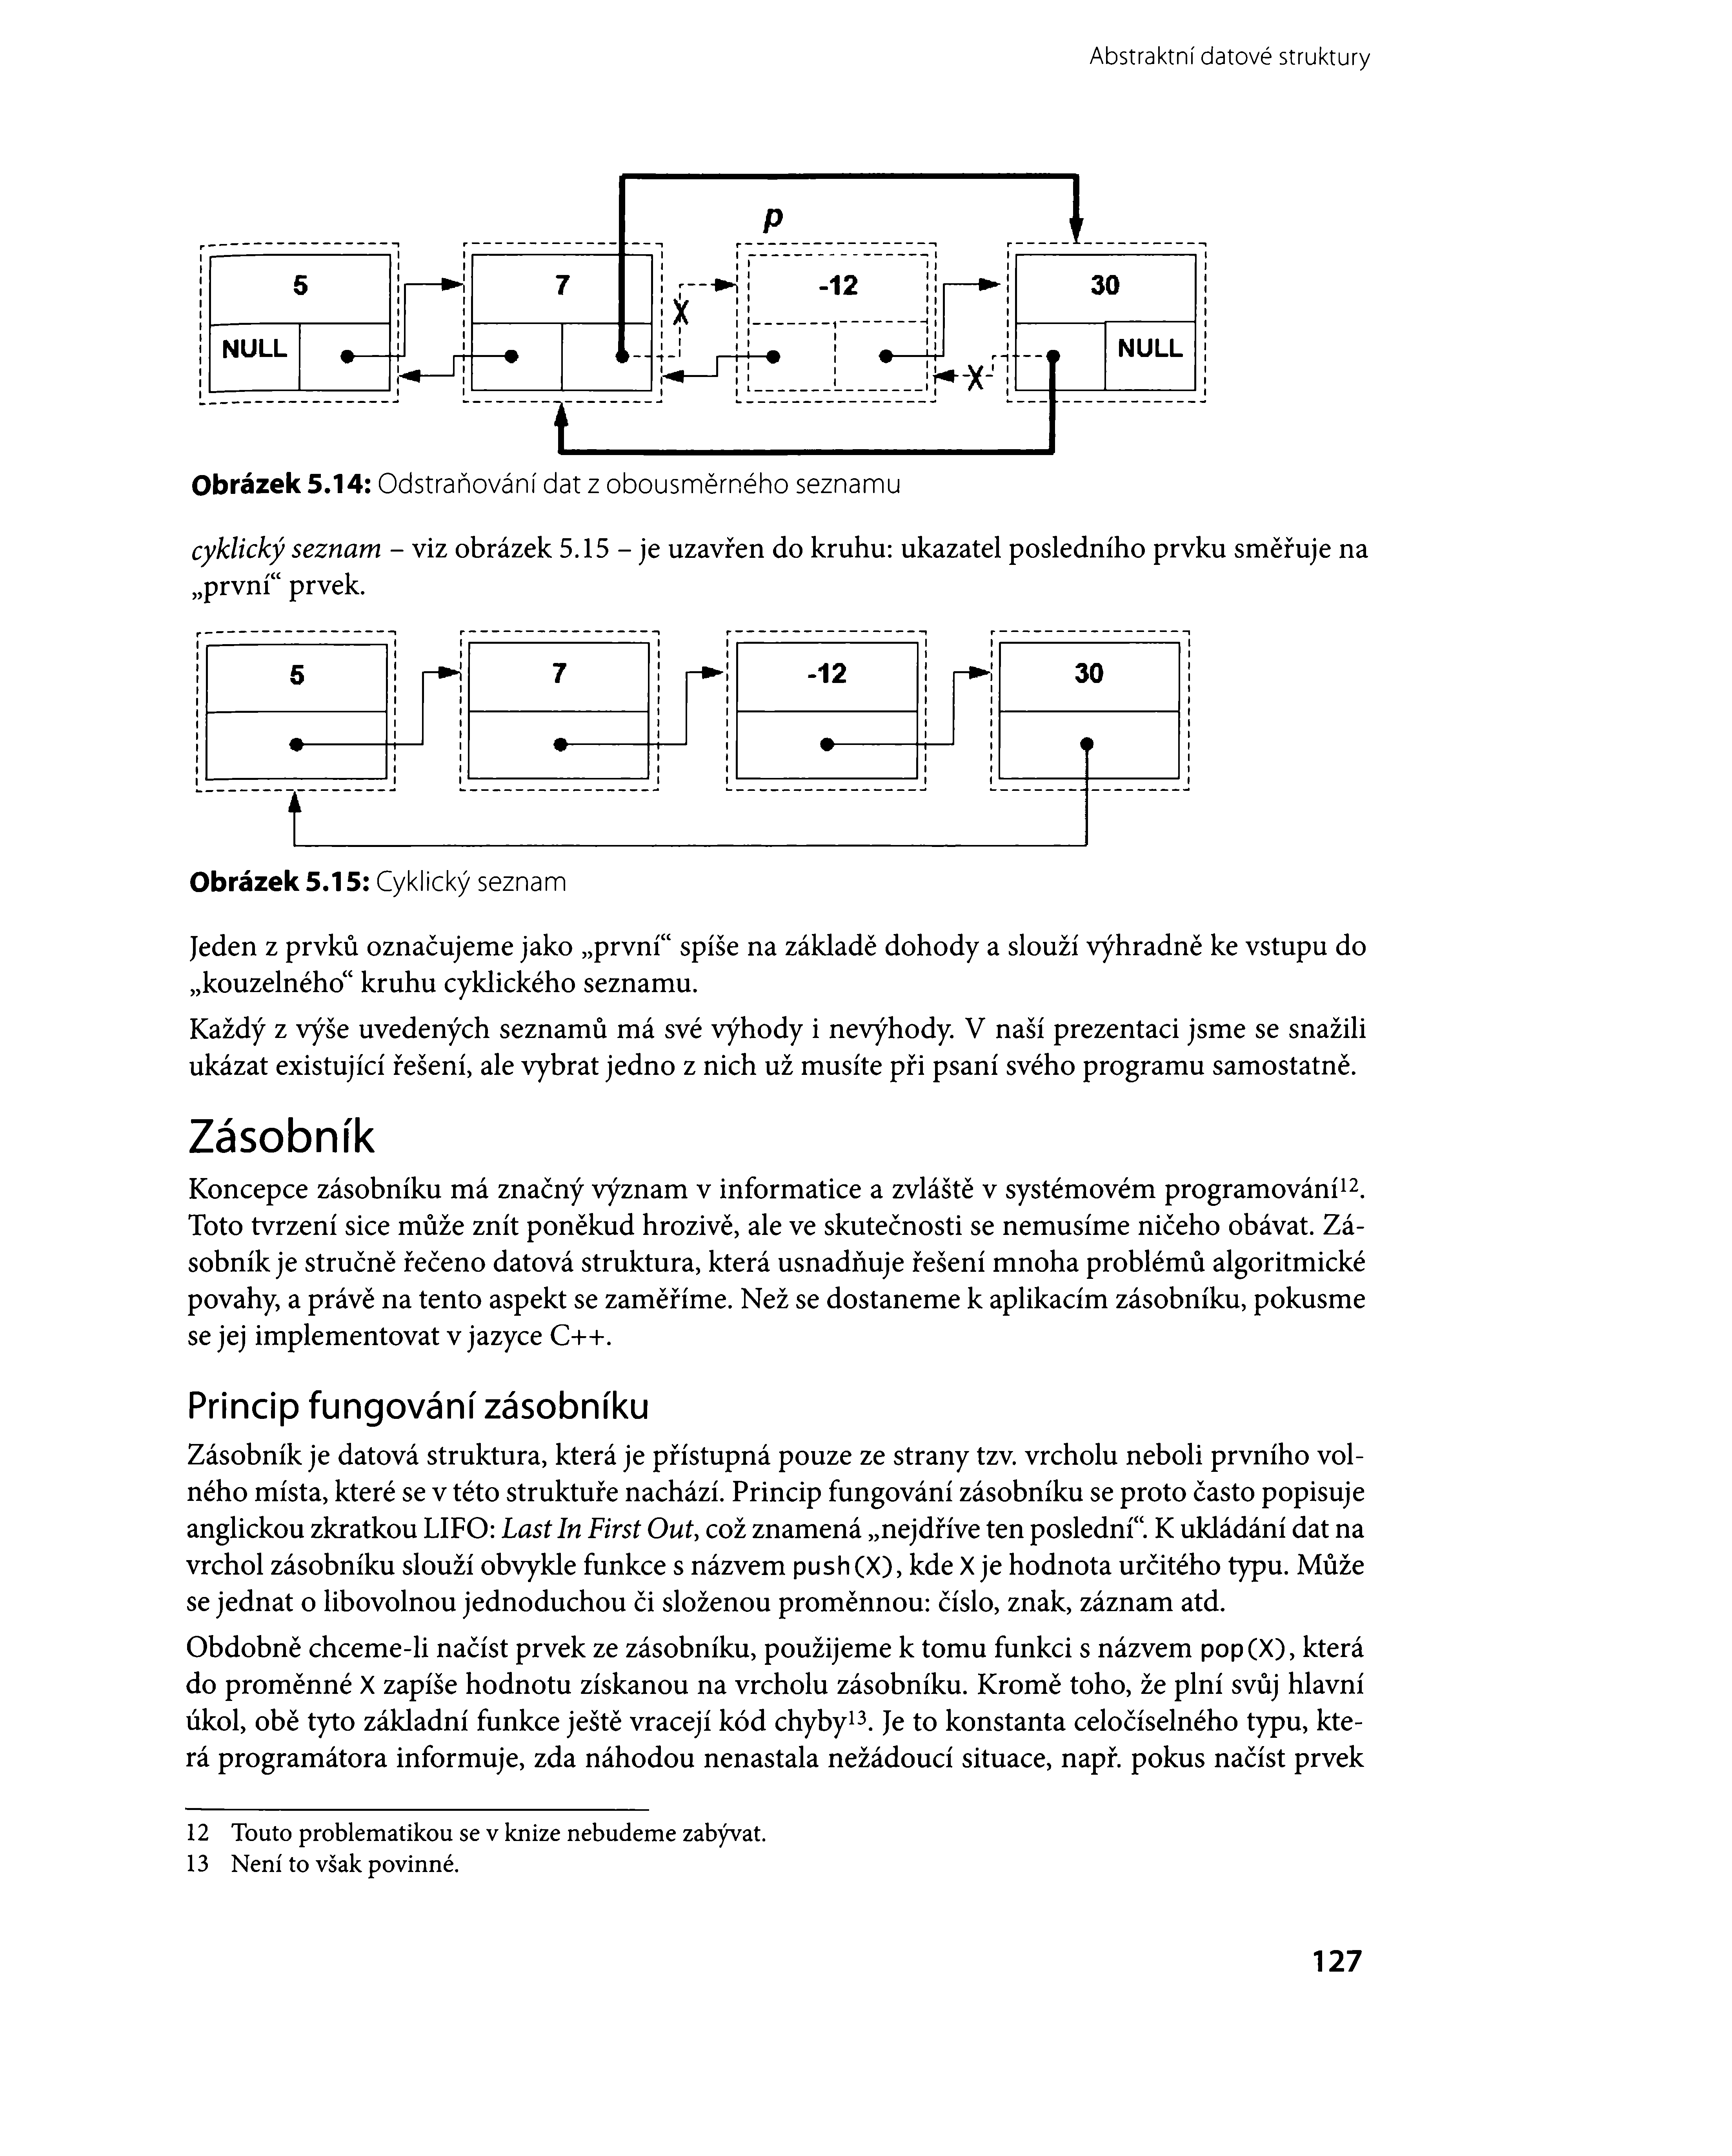 Abstraktní datové struktury
p
5
7
-12
30
NULL
X
X
NULL
Obrázek 5.14: Odstraňování dat z obousměrného seznamu
cyklický seznam – viz obrázek 5.15 – je uzavřen do kruhu: ukazatel posledního prvku směřuje na
„první“ prvek.
5
7
-12
30
Obrázek 5.15: Cyklický seznam
Jeden z prvků označujeme jako „první“ spíše na základě dohody a slouží výhradně ke vstupu do
„kouzelného“ kruhu cyklického seznamu.
Každý z výše uvedených seznamů má své výhody i nevýhody. V naší prezentaci jsme se snažili
ukázat existující řešení, ale vybrat jedno z nich už musíte při psaní svého programu samostatně.
Zásobník
Koncepce zásobníku má značný význam v informatice a zvláště v systémovém programování12.
Toto tvrzení sice může znít poněkud hrozivě, ale ve skutečnosti se nemusíme ničeho obávat. Zá-
sobník je stručně řečeno datová struktura, která usnadňuje řešení mnoha problémů algoritmické
povahy, a právě na tento aspekt se zaměříme. Než se dostaneme k aplikacím zásobníku, pokusme
se jej implementovat v jazyce C++.
Princip fungování zásobníku
Zásobník je datová struktura, která je přístupná pouze ze strany tzv. vrcholu neboli prvního vol-
ného místa, které se v této struktuře nachází. Princip fungování zásobníku se proto často popisuje
anglickou zkratkou LIFO: Last In First Out, což znamená „nejdříve ten poslední“. K ukládání dat na
vrchol zásobníku slouží obvykle funkce s názvem push(X), kde X je hodnota určitého typu. Může
se jednat o libovolnou jednoduchou či složenou proměnnou: číslo, znak, záznam atd.
Obdobně chceme-li načíst prvek ze zásobníku, použijeme k tomu funkci s názvem pop(X), která
do proměnné X zapíše hodnotu získanou na vrcholu zásobníku. Kromě toho, že plní svůj hlavní
úkol, obě tyto základní funkce ještě vracejí kód chyby13. Je to konstanta celočíselného typu, kte-
rá programátora informuje, zda náhodou nenastala nežádoucí situace, např. pokus načíst prvek
12 Touto problematikou se v knize nebudeme zabývat.
13 Není to však povinné.
127